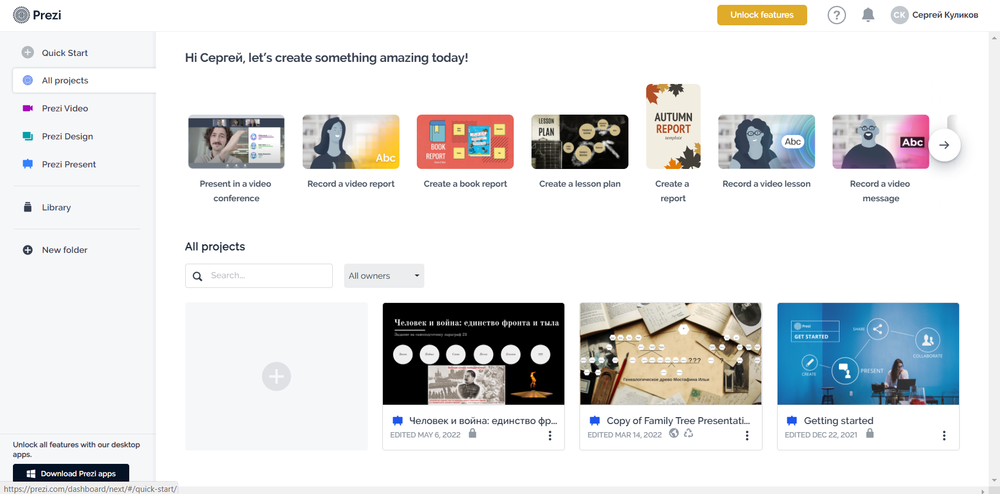 Prezi
Unlock features
?
CK
Сергей Куликов
Quick Start
All projects
Prezi Video
Prezi Design
Prezi Present
Library
New folder
Unlock all features with our desktop
apps.
Download Prezi apps
https://prezi.com/dashboard/next/#/quick-start/
Hi Сергей, let's create something amazing today!
Abc
BOOK
REPORT
LESSON
PLAN
AUTUMN
REPORT
template
Abc
Abc
Present in a video
conference
Record a video report
Create a book report
Create a lesson plan
Create a
report
Record a video lesson
Record a video
message
All projects
Search...
All owners
Человек и война: единство фронта и тыла
Задание на самоподготовку параграф 23
Человек и война: единство фр...
EDITED MAY 6, 2022
???
?
Генеалогическое древо Мостафина Ильи
Copy of Family Tree Presentati...
EDITED MAR 14, 2022
Prezi
GET STARTED
SHARE
COLLABORATE
CREATE
PRESENT
Getting started
EDITED DEC 22, 2021